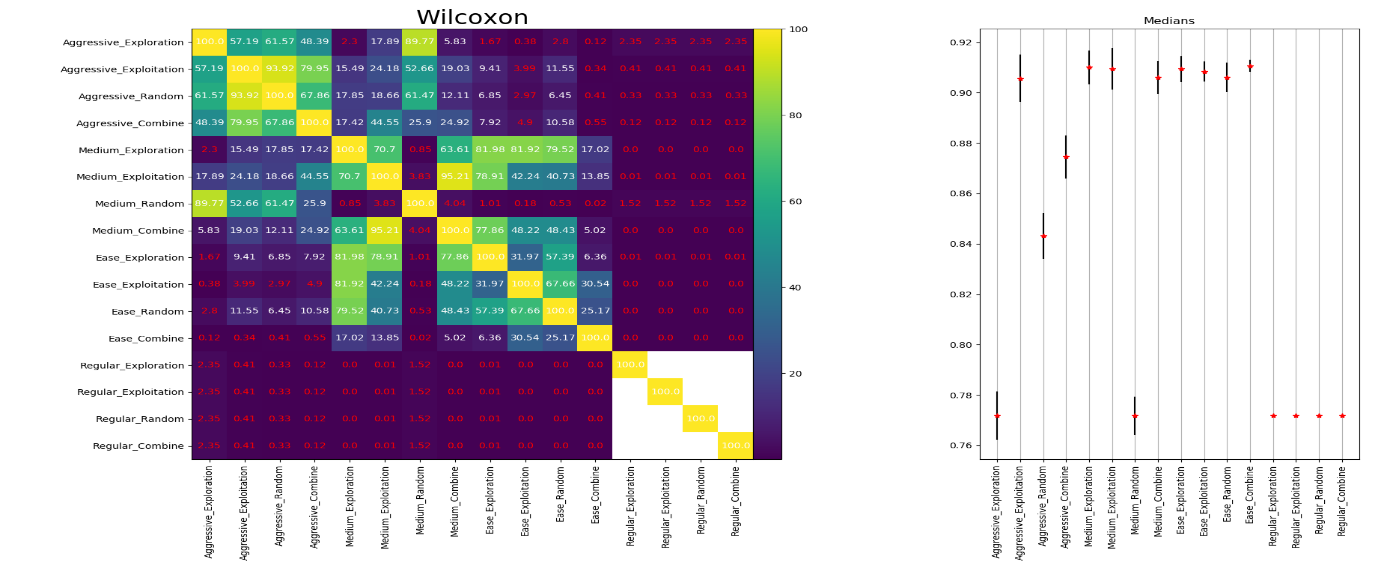 Wilcoxon
Aggressive_Exploration 100.0 57.19 61.57 48.39 2.3 17.89 89.77 5.83 1.67 0.38 2.8 0.12 2.35 2.35 2.35 2.35
Aggressive_Exploitation 57.19 100.0 93.92 79.95 15.49 24.18 52.66 19.03 9.41 3.99 11.55 0.34 0.41 0.41 0.41 0.41
Aggressive_Random 61.57 93.92 100.0 67.86 17.85 18.66 61.47 12.11 6.85 2.97 6.45 0.41 0.33 0.33 0.33 0.33
Aggressive_Combine 48.39 79.95 67.86 100.0 17.42 44.55 25.9 24.92 7.92 4.9 10.58 0.55 0.12 0.12 0.12 0.12
Medium_Exploration 2.3 15.49 17.85 17.42 100.0 70.7 0.85 63.61 81.98 81.92 79.52 17.02 0.0 0.0 0.0 0.0
Medium_Exploitation 17.89 24.18 18.66 44.55 70.7 100.0 3.83 95.21 78.91 42.24 40.73 13.85 0.01 0.01 0.01 0.01
Medium_Random 89.77 52.66 61.47 25.9 0.85 3.83 100.0 4.04 1.01 0.18 0.53 0.02 1.52 1.52 1.52 1.52
Medium_Combine 5.83 19.03 12.11 24.92 63.61 95.21 4.04 100.0 77.86 48.22 48.43 5.02 0.0 0.0 0.0 0.0
Ease_Exploration 1.67 9.41 6.85 7.92 81.98 78.91 1.01 77.86 100.0 31.97 57.39 6.36 0.01 0.01 0.01 0.01
Ease_Exploitation 0.38 3.99 2.97 4.9 81.92 42.24 0.18 48.22 31.97 100.0 67.66 30.54 0.0 0.0 0.0 0.0
Ease_Random 2.8 11.55 6.45 10.58 79.52 40.73 0.53 48.43 57.39 67.66 100.0 25.17 0.0 0.0 0.0 0.0
Ease_Combine 0.12 0.34 0.41 0.55 17.02 13.85 0.02 5.02 6.36 30.54 25.17 100.0 0.0 0.0 0.0 0.0
Regular_Exploration 2.35 0.41 0.33 0.12 0.0 0.01 1.52 0.0 0.01 0.0 0.0 0.0 100.0
Regular_Exploitation 2.35 0.41 0.33 0.12 0.0 0.01 1.52 0.0 0.01 0.0 0.0 0.0 100.0
Regular_Random 2.35 0.41 0.33 0.12 0.0 0.01 1.52 0.0 0.01 0.0 0.0 0.0 100.0
Regular_Combine 2.35 0.41 0.33 0.12 0.0 0.01 1.52 0.0 0.01 0.0 0.0 0.0 100.0
Aggressive_Exploration
Aggressive_Exploitation
Aggressive_Random
Aggressive_Combine
Medium_Exploration
Medium_Exploitation
Medium_Random
Medium_Combine
Ease_Exploration
Ease_Exploitation
Ease_Random
Ease_Combine
Regular_Exploration
Regular_Exploitation
Regular_Random
Regular_Combine
100
80
60
40
20
Medians
0.92
0.90
0.88
0.86
0.84
0.82
0.80
0.78
0.76
Aggressive_Exploration
Aggressive_Exploitation
Aggressive_Random
Aggressive_Combine
Medium_Exploration
Medium_Exploitation
Medium_Random
Medium_Combine
Ease_Exploration
Ease_Exploitation
Ease_Random
Ease_Combine
Regular_Exploration
Regular_Exploitation
Regular_Random
Regular_Combine